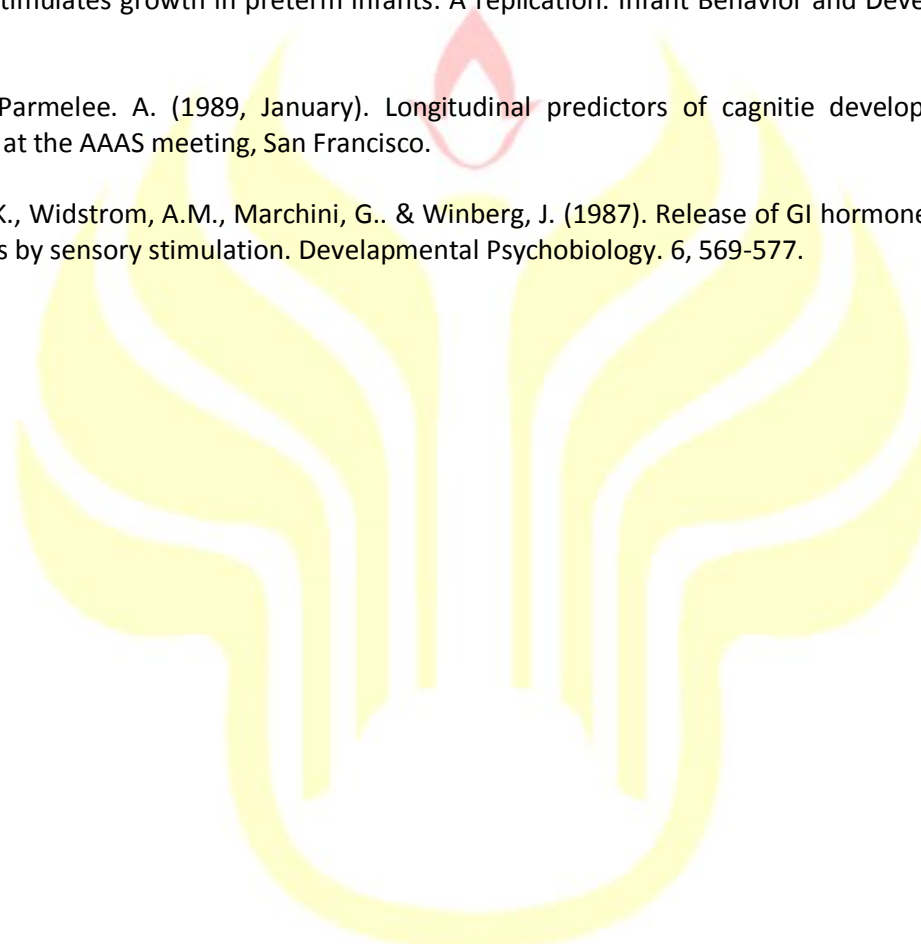 timulates growth in preterm infants: A replication. Infant Behavior and Deve
Parmelee. A. (1989, January). Longitudinal predictors of cagnitie develop
at the AAAS meeting, San Francisco.
K., Widstrom, A.M., Marchini, G.. & Winberg, J. (1987). Release of GI hormone
s by sensory stimulation. Develapmental Psychobiology. 6, 569-577.